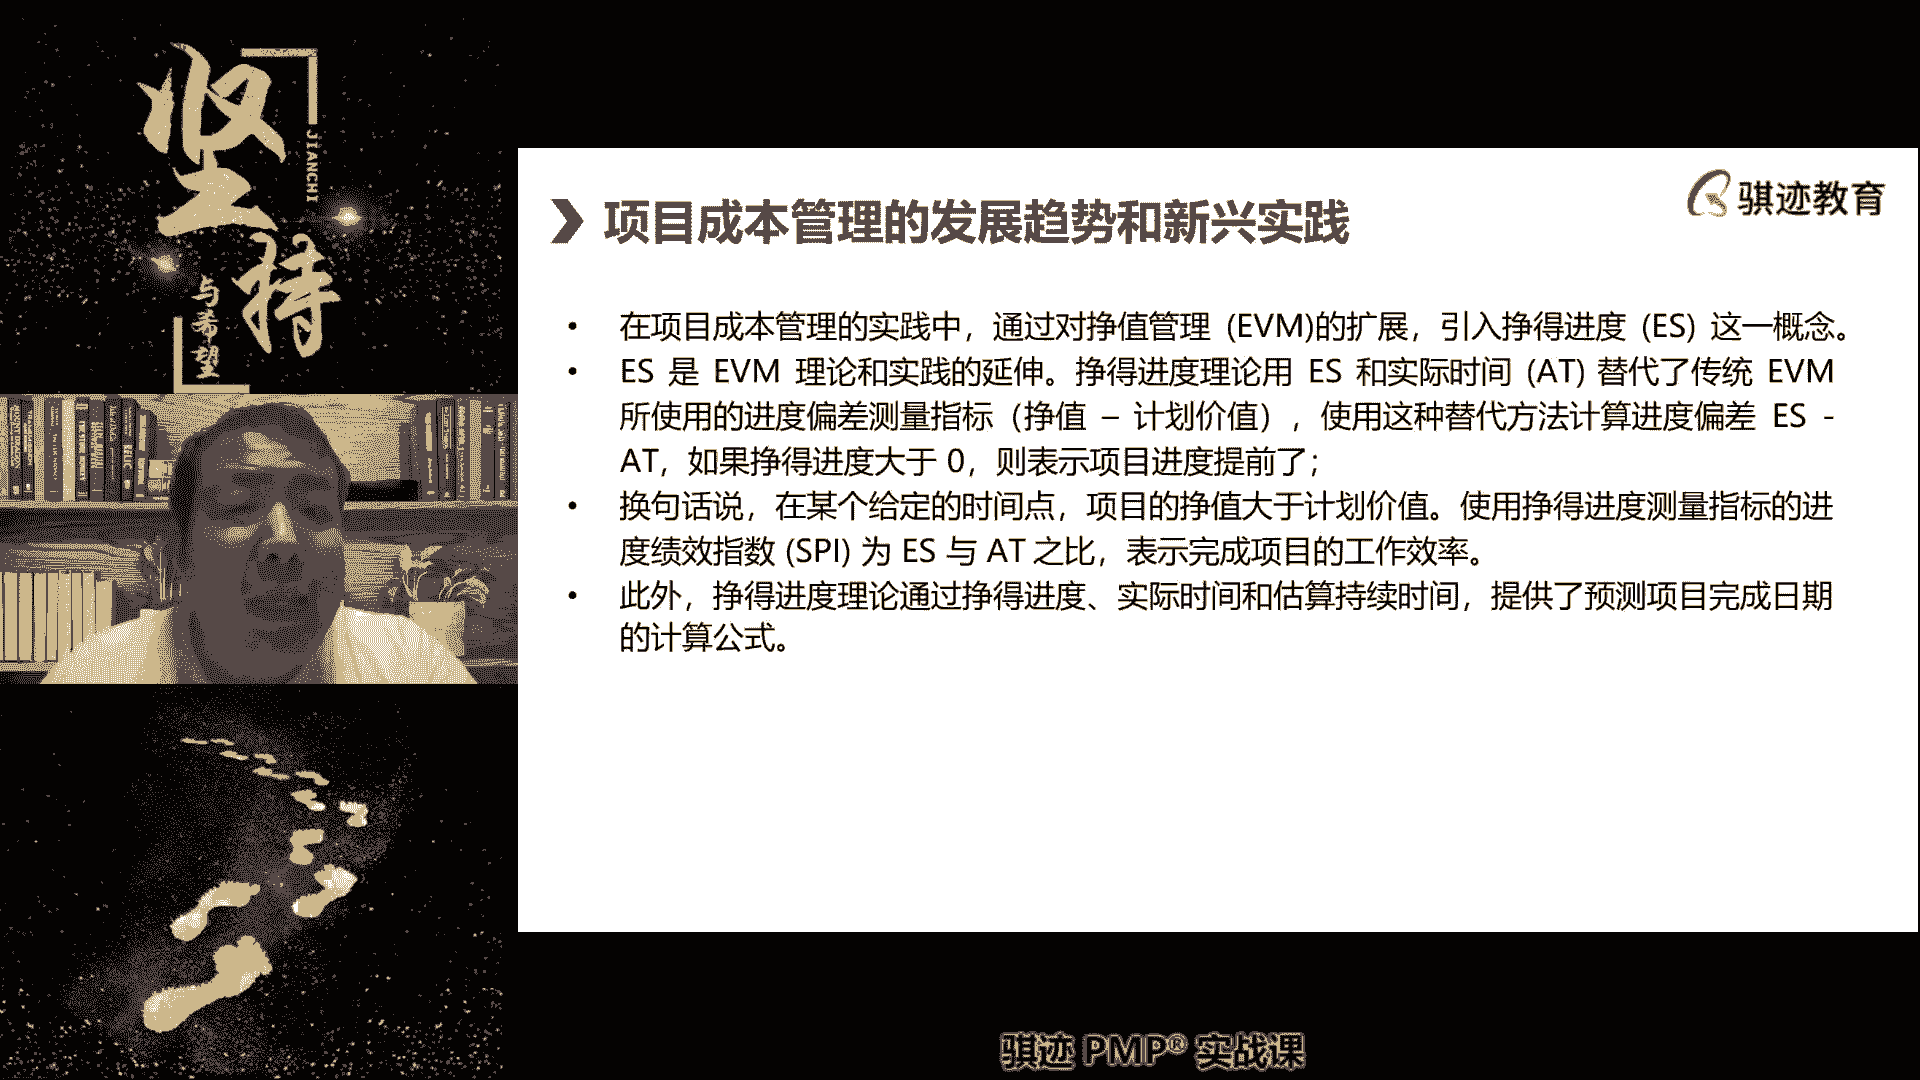 坚持
JIANCHI
与希望
骐迹教育
项目成本管理的发展趋势和新兴实践
• 在项目成本管理的实践中，通过对挣值管理 (EVM)的扩展，引入挣得进度 (ES) 这一概念。
• ES 是 EVM 理论和实践的延伸。挣得进度理论用 ES 和实际时间 (AT) 替代了传统 EVM
所使用的进度偏差测量指标（挣值 – 计划价值），使用这种替代方法计算进度偏差 ES -
AT，如果挣得进度大于 0，则表示项目进度提前了；
• 换句话说，在某个给定的时间点，项目的挣值大于计划价值。使用挣得进度测量指标的进
度绩效指数 (SPI) 为 ES 与 AT 之比，表示完成项目的工作效率。
• 此外，挣得进度理论通过挣得进度、实际时间和估算持续时间，提供了预测项目完成日期
的计算公式。
骐迹 PMP® 实战课